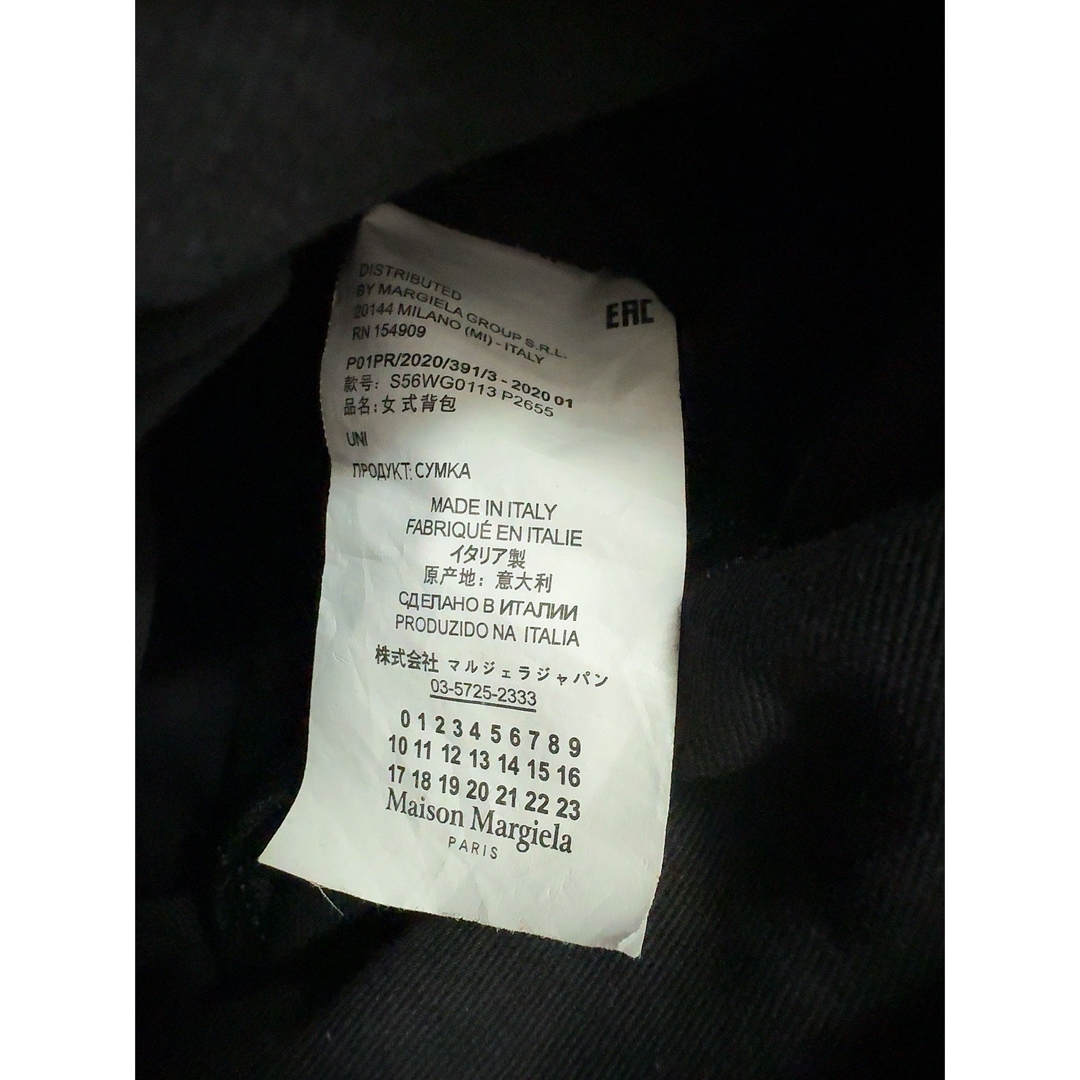 DISTRIBUTED
BY MARGIELA GROUP S.R.L.
20144 MILANO (MI) - ITALY
RN 154909
EAC
P01PR/2020/391/3 - 2020 01
款号: S56WG0113 P2655
品名: 女式背包
UNI
ПРОДУКТ: СУМКА
MADE IN ITALY
FABRIQUÉ EN ITALIE
イタリア製
原产地: 意大利
СДЕЛАНО В ИТАЛИИ
PRODUZIDO NA ITALIA
株式会社 マルジェラジャパン
03-5725-2333
0 1 2 3 4 5 6 7 8 9
10 11 12 13 14 15 16
17 18 19 20 21 22 23
Maison Margiela
PARIS